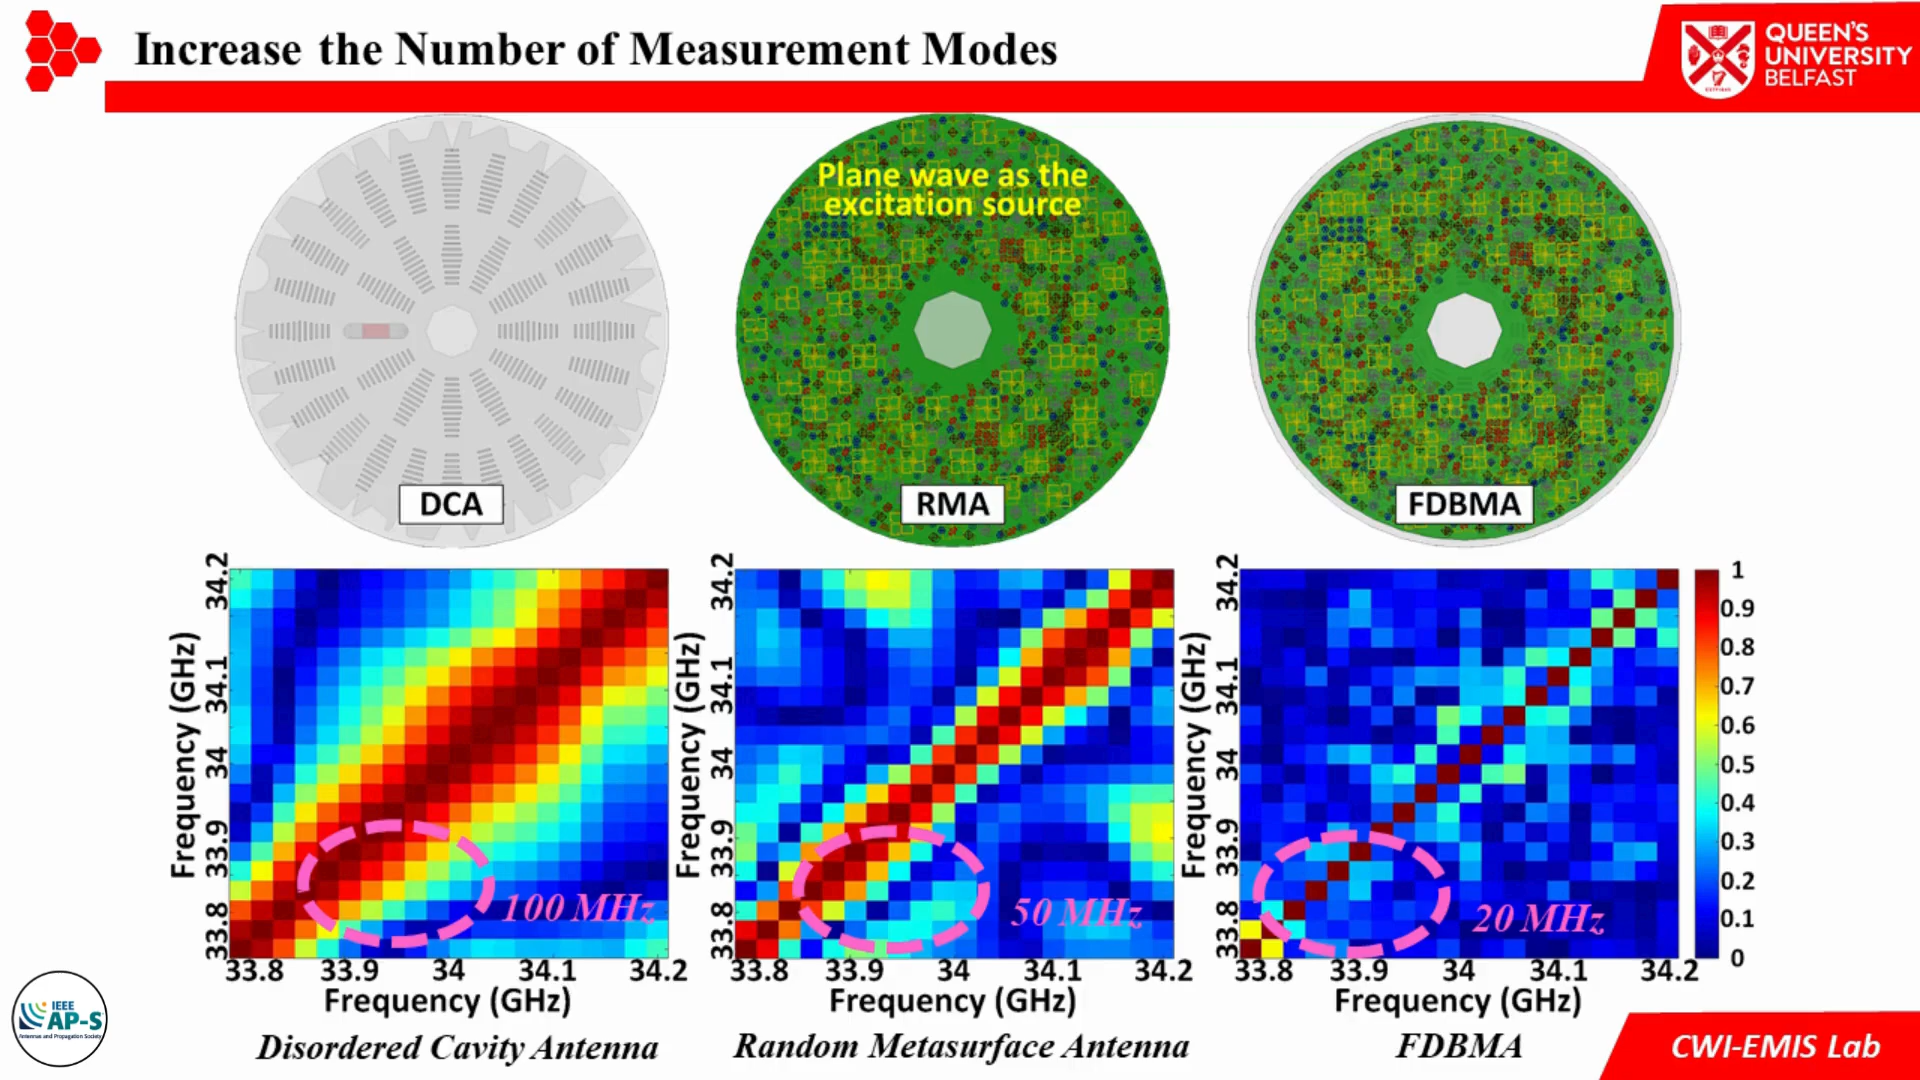 Increase the Number of Measurement Modes
QUEEN'S
UNIVERSITY
BELFAST
Plane wave as the
excitation source
DCA
RMA
FDBMA
Frequency (GHz)
34.2
34.1
34
33.9
33.8
33.8 33.9 34 34.1 34.2
Frequency (GHz)
100 MHz
Disordered Cavity Antenna
Frequency (GHz)
34.2
34.1
34
33.9
33.8
33.8 33.9 34 34.1 34.2
Frequency (GHz)
50 MHz
Random Metasurface Antenna
Frequency (GHz)
34.2
34.1
34
33.9
33.8
33.8 33.9 34 34.1 34.2
Frequency (GHz)
20 MHz
FDBMA
1
0.9
0.8
0.7
0.6
0.5
0.4
0.3
0.2
0.1
0
IEEE
AP-S
Antennas and Propagation Society
CWI-EMIS Lab